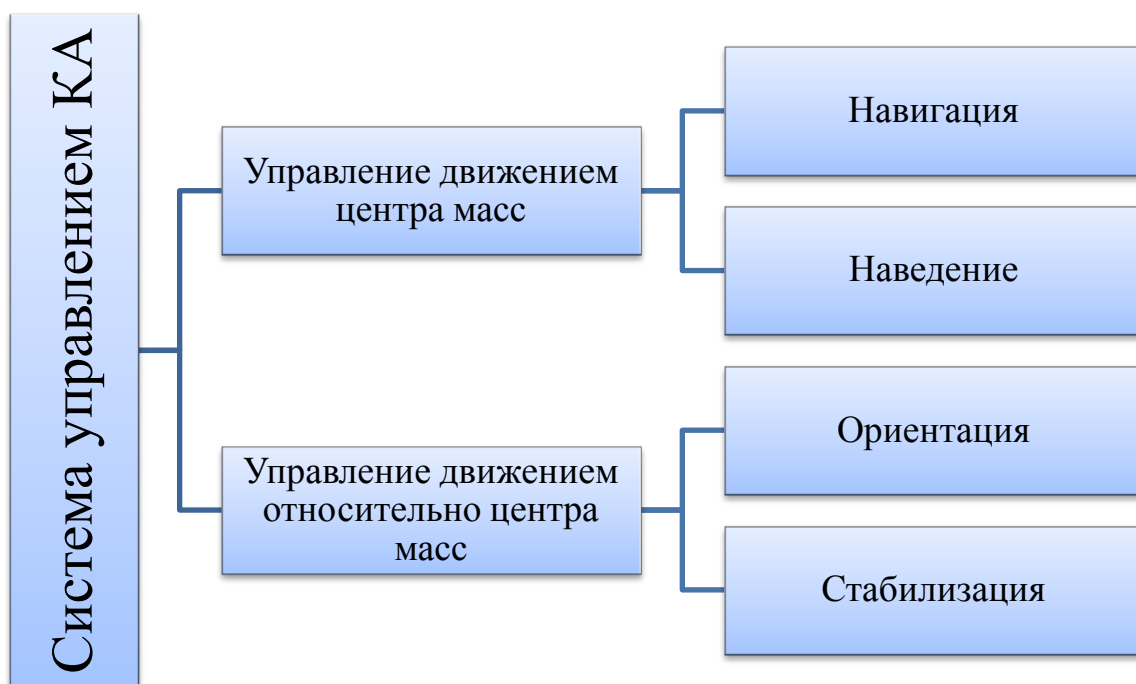 Система управлением КА
Управление движением
центра масс
Навигация
Наведение
Управление движением
относительно центра
масс
Ориентация
Стабилизация